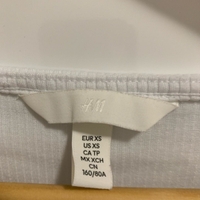 H&M
EUR XS
US XS
CA TP
MX XCH
CN
160/80A